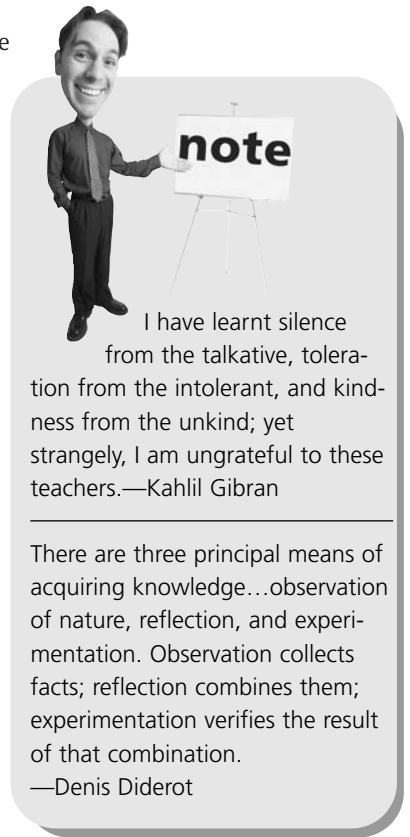 e
note
I have learnt silence
from the talkative, tolera-
tion from the intolerant, and kind-
ness from the unkind; yet
strangely, I am ungrateful to these
teachers.—Kahlil Gibran
There are three principal means of
acquiring knowledge…observation
of nature, reflection, and experi-
mentation. Observation collects
facts; reflection combines them;
experimentation verifies the result
of that combination.
—Denis Diderot